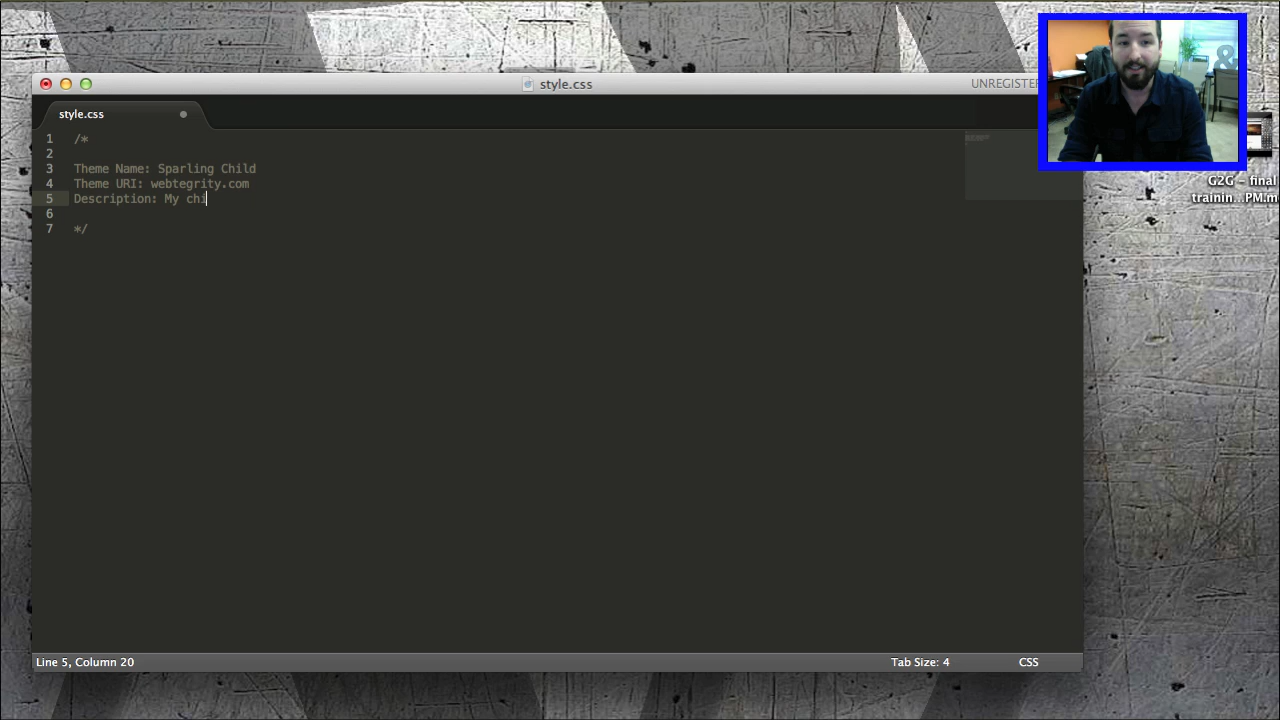 style.css
UNREGISTE
style.css
1 /*
2
3 Theme Name: Sparling Child
4 Theme URI: webtegrity.com
5 Description: My chi
6
7 */
&
G2G – final
trainin...PM.m
Line 5, Column 20
Tab Size: 4
CSS